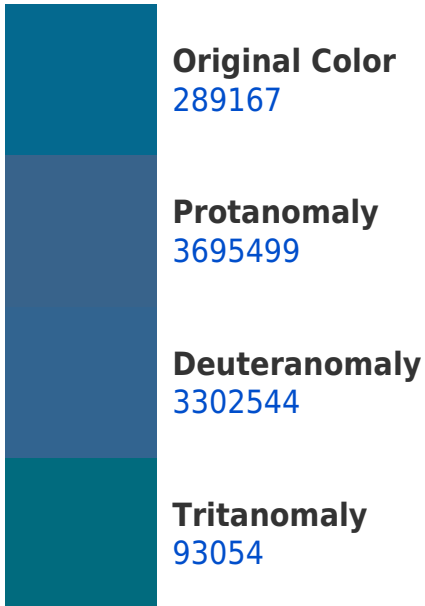 Original Color
289167
Protanomaly
3695499
Deuteranomaly
3302544
Tritanomaly
93054